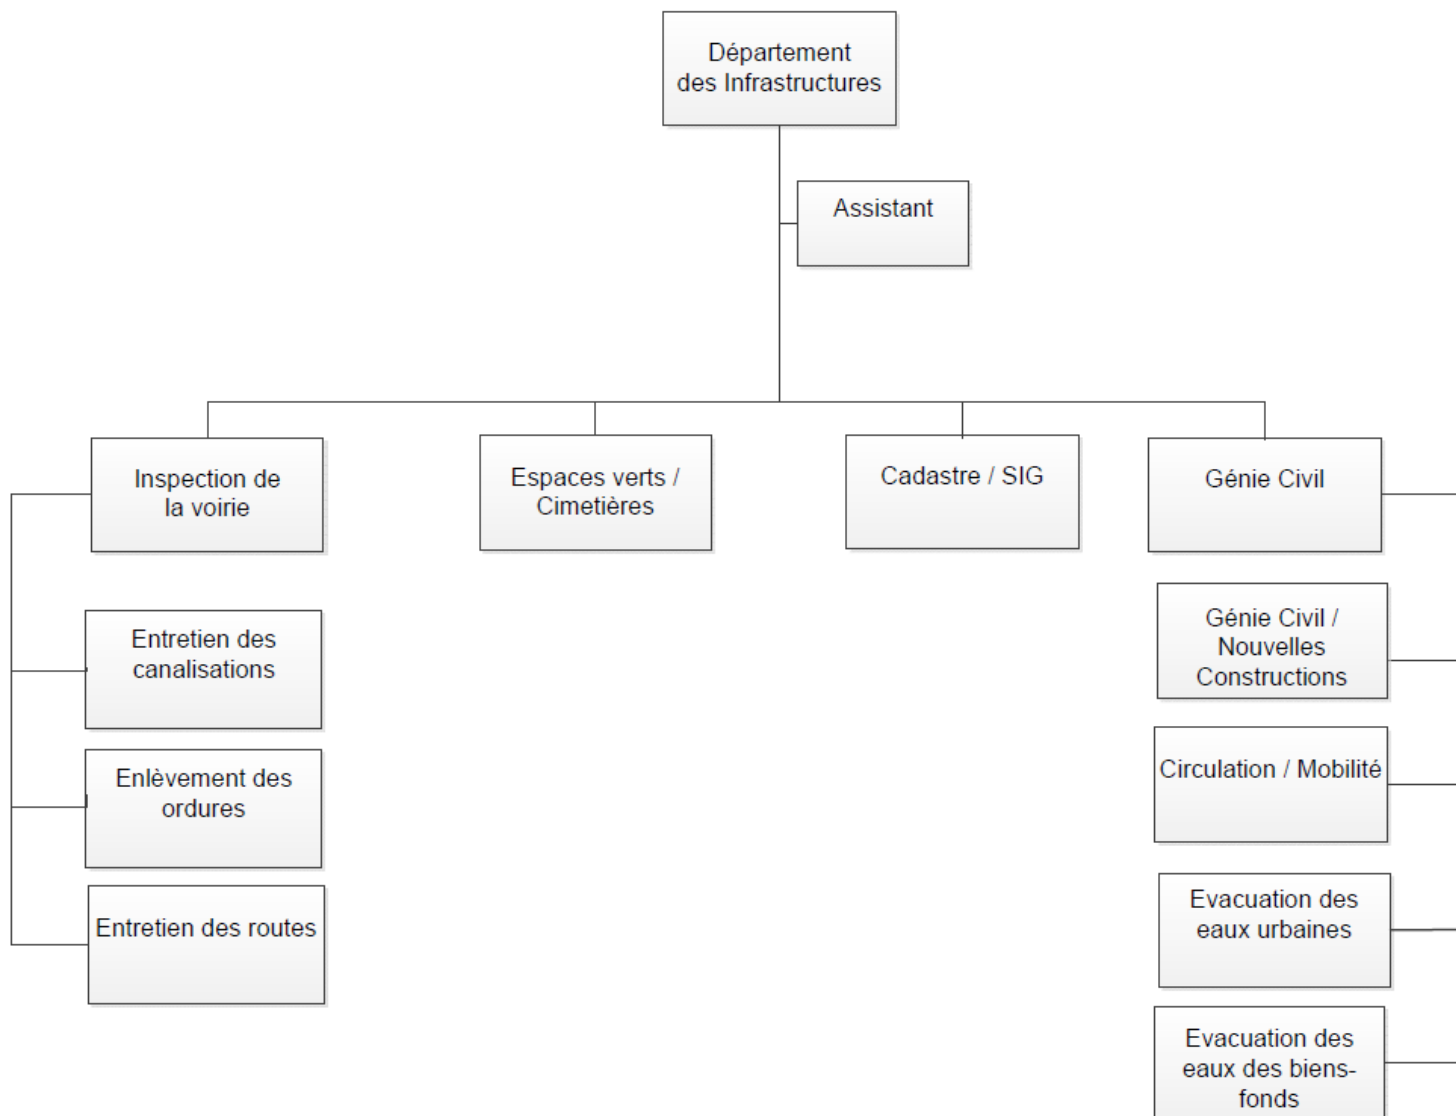 Département
des Infrastructures
Assistant
Inspection de
la voirie
Espaces verts /
Cimetières
Cadastre / SIG
Génie Civil
Entretien des
canalisations
Enlèvement des
ordures
Entretien des routes
Génie Civil /
Nouvelles
Constructions
Circulation / Mobilité
Evacuation des
eaux urbaines
Evacuation des
eaux des biens-
fonds